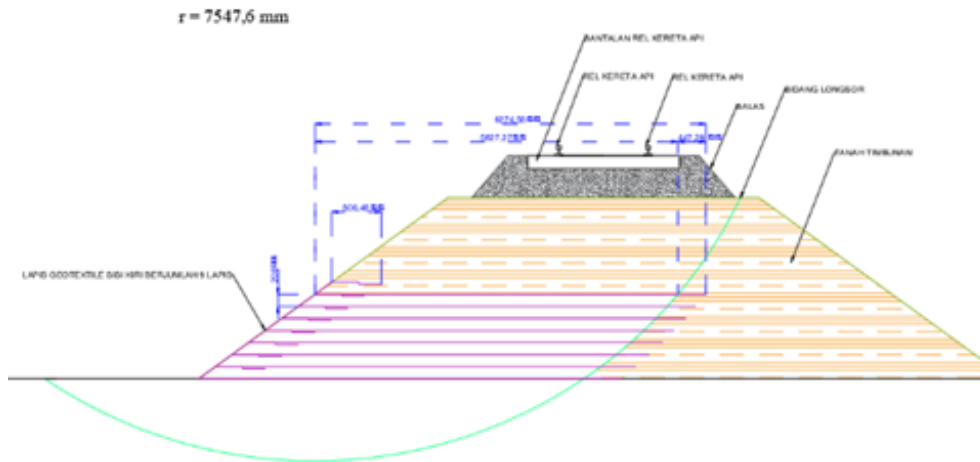 r = 7547,6 mm
BANTALAN REL KERETA API
REL KERETA API
REL KERETA API
BIDANG LONGSOR
BALAS
TANAH TIMBUNAN
LAPIS GEOTEXTILE SISI KIRI BERJUMLAH 8 LAPIS